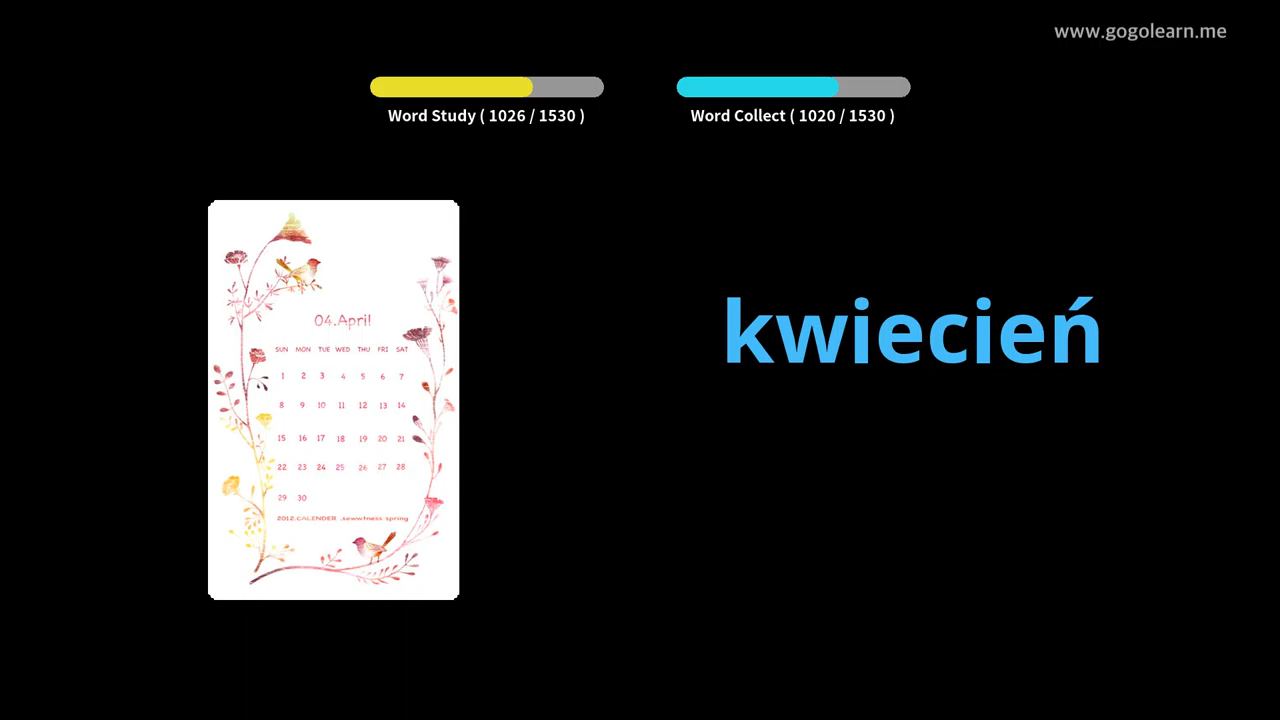 www.gogolearn.me
Word Study ( 1026 / 1530 )
Word Collect ( 1020 / 1530 )
kwiecień
04.April
SUN MON TUE WED THU FRI SAT
1 2 3 4 5 6 7
8 9 10 11 12 13 14
15 16 17 18 19 20 21
22 23 24 25 26 27 28
29 30
2012.CALENDER .sewwtness spring